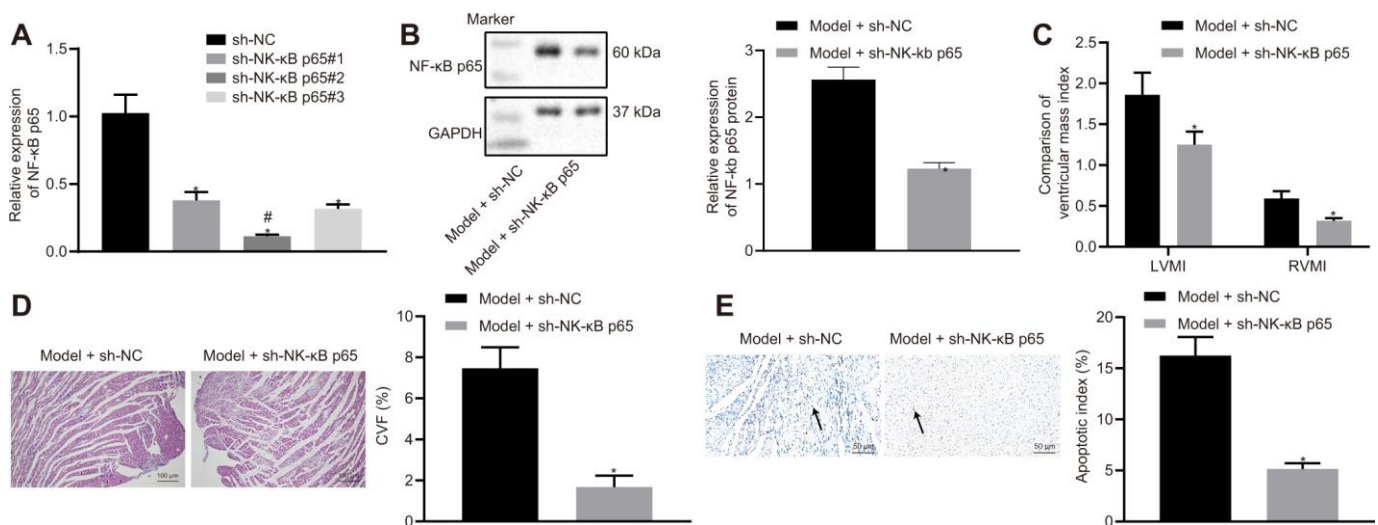 A
Relative expression
of NF-κB p65
1.5
1.0
0.5
0.0
sh-NC
sh-NK-κB p65#1
sh-NK-κB p65#2
sh-NK-κB p65#3
*
#
*
*
B
Marker
NF-κB p65
60 kDa
GAPDH
37 kDa
Model + sh-NC
Model + sh-NK-κB p65
Model + sh-NC
Model + sh-NK-kb p65
Relative expression
of NF-kb p65 protein
3
2
1
0
*
C
Model + sh-NC
Model + sh-NK-κB p65
Comparison of
ventricular mass index
2.5
2.0
1.5
1.0
0.5
0.0
*
*
LVMI
RVMI
D
Model + sh-NC
Model + sh-NK-κB p65
100 μm
Model + sh-NC
Model + sh-NK-κB p65
CVF (%)
8
6
4
2
0
*
E
Model + sh-NC
Model + sh-NK-κB p65
50 μm
50 μm
Model + sh-NC
Model + sh-NK-κB p65
Apoptotic index (%)
20
15
10
5
0
*